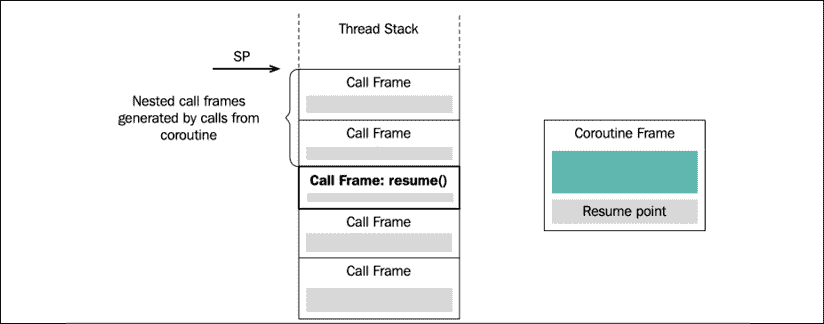 Thread Stack
SP
Call Frame
Nested call frames
generated by calls from
coroutine
Call Frame
Call Frame: resume()
Call Frame
Call Frame
Coroutine Frame
Resume point